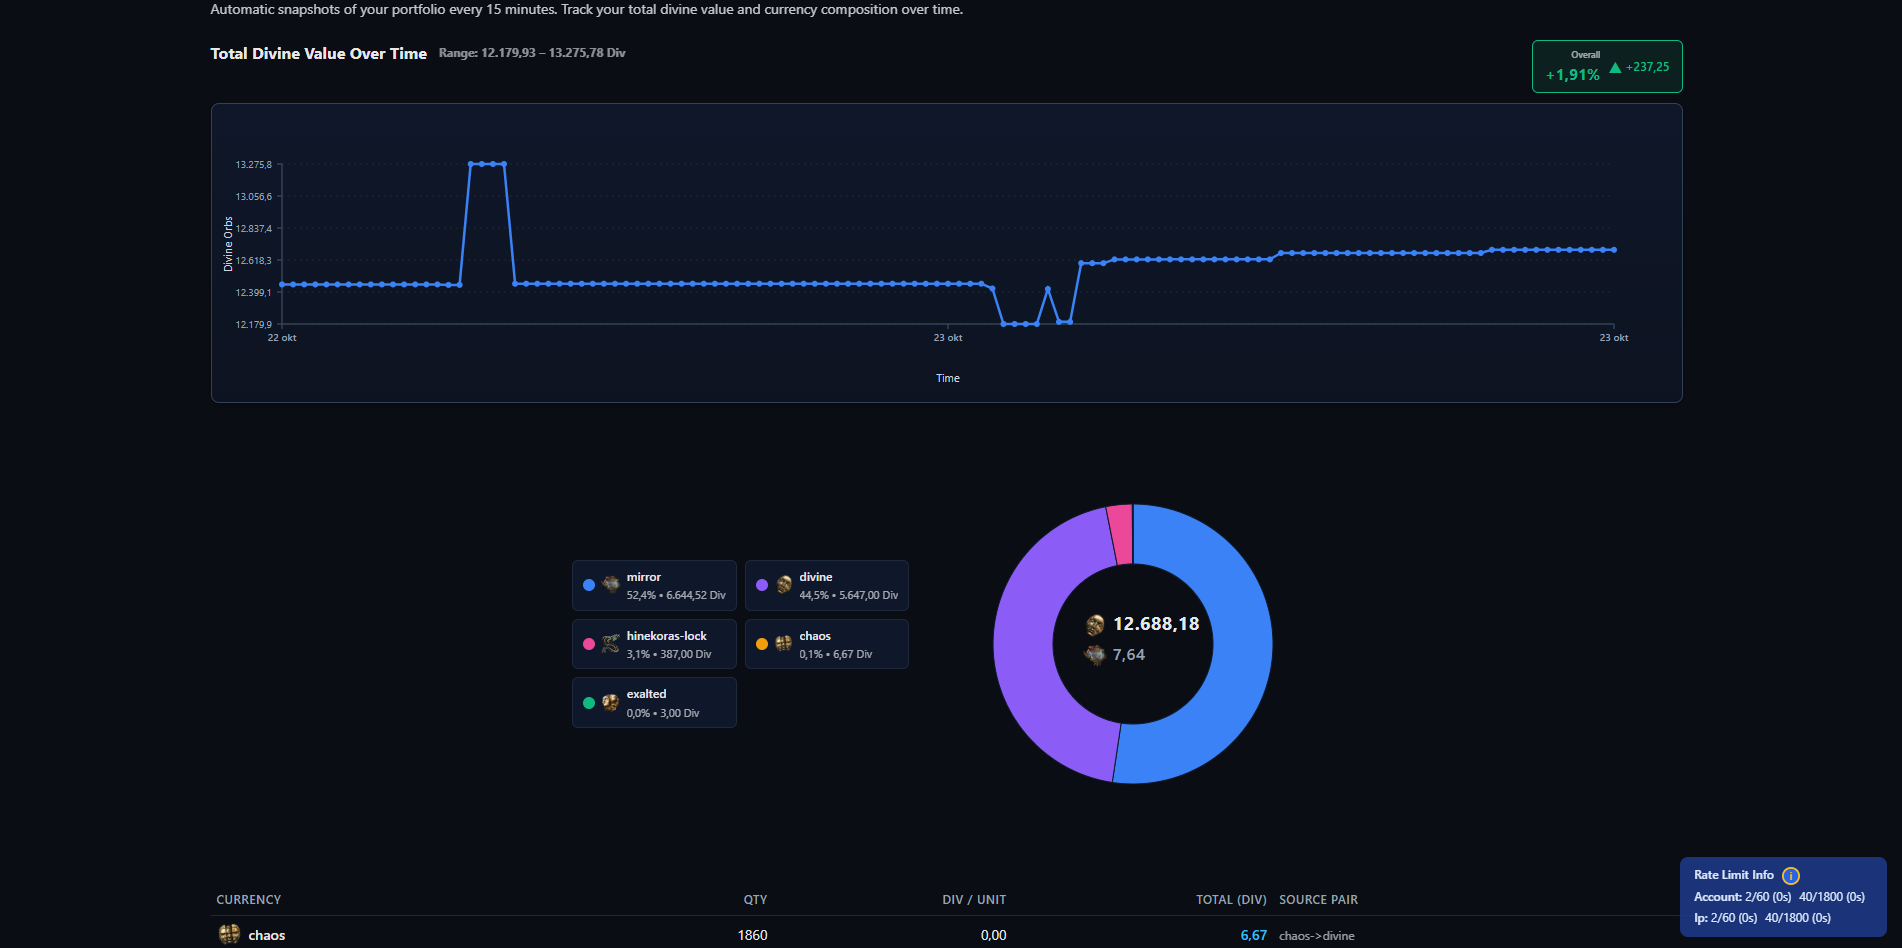 Automatic snapshots of your portfolio every 15 minutes. Track your total divine value and currency composition over time.
Total Divine Value Over Time Range: 12.179,93 – 13.275,78 Div
Overall
+1,91% ▲ +237,25
13.275,8
13.056,6
12.837,4
12.618,3
12.399,1
12.179,9
Divine Orbs
22 okt 23 okt 23 okt
Time
mirror
52,4% • 6.644,52 Div
divine
44,5% • 5.647,00 Div
hinekoras-lock
3,1% • 387,00 Div
chaos
0,1% • 6,67 Div
exalted
0,0% • 3,00 Div
12.688,18
7,64
CURRENCY QTY DIV / UNIT TOTAL (DIV) SOURCE PAIR
chaos 1860 0,00 6,67 chaos->divine
Rate Limit Info i
Account: 2/60 (0s) 40/1800 (0s)
Ip: 2/60 (0s) 40/1800 (0s)